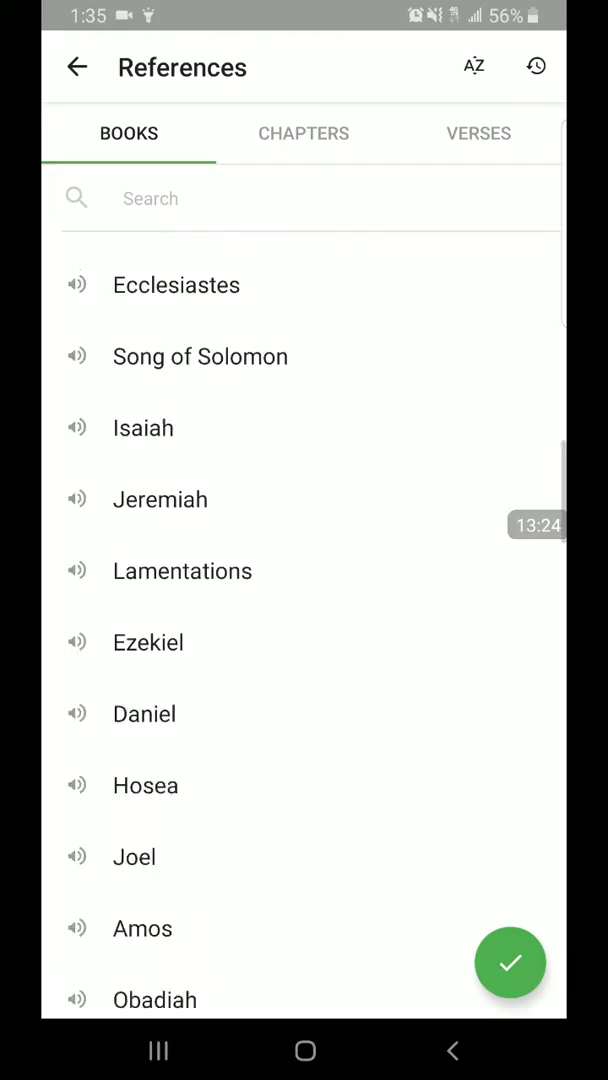 1:35 56%
References AZ
BOOKS CHAPTERS VERSES
Search
Ecclesiastes
Song of Solomon
Isaiah
Jeremiah
13:24
Lamentations
Ezekiel
Daniel
Hosea
Joel
Amos
Obadiah